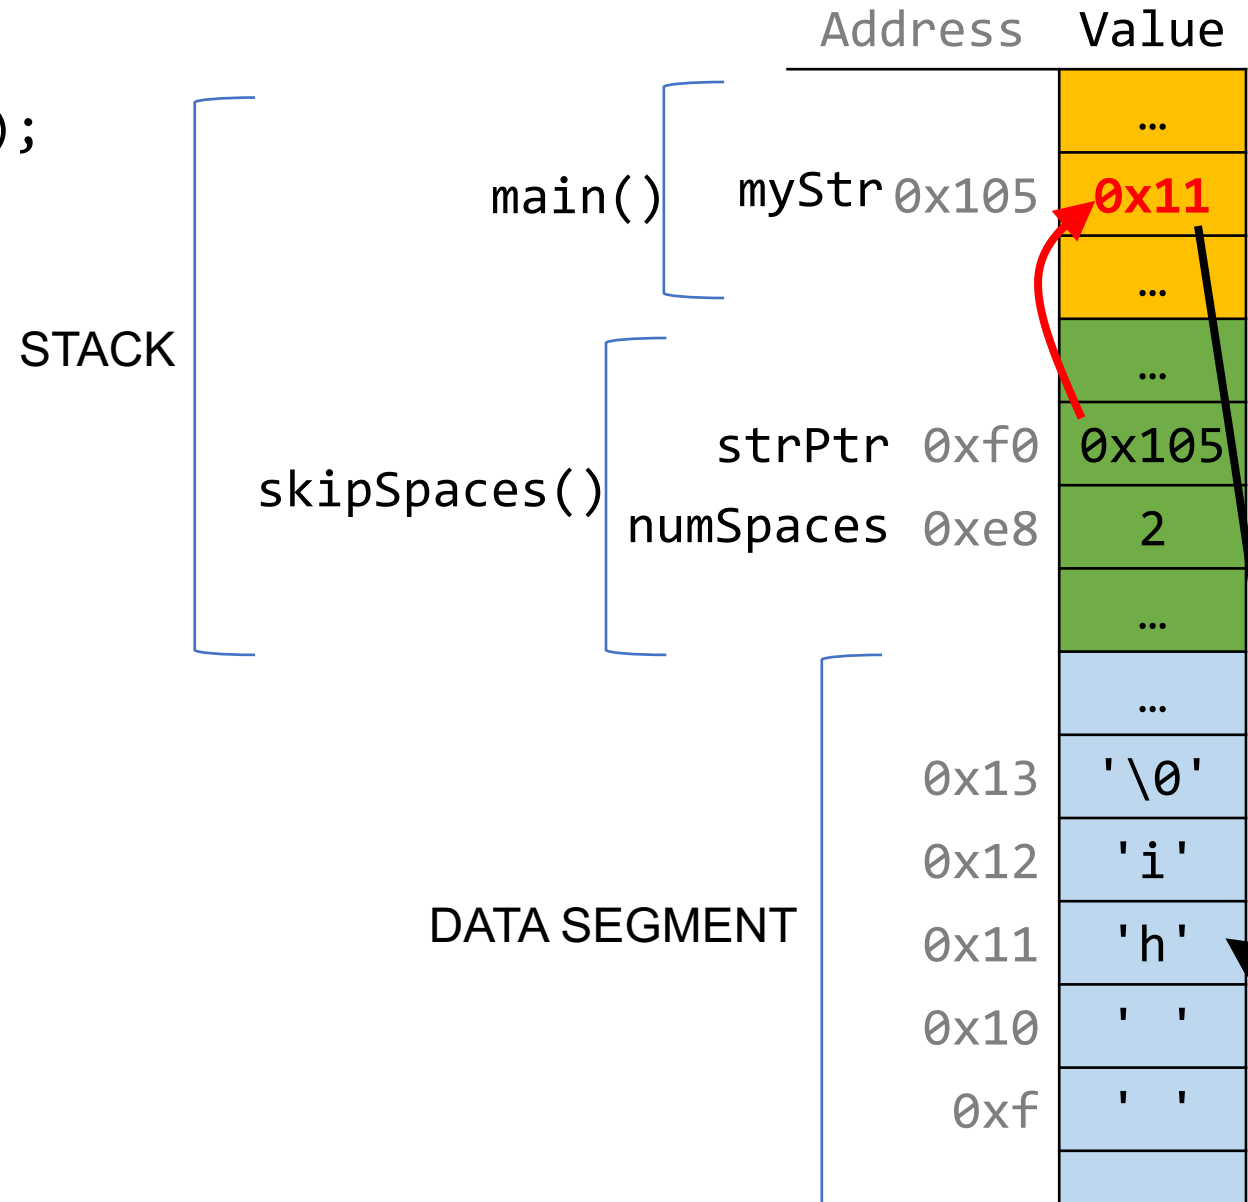 Address Value
);
…
main() myStr 0x105 0x11
…
STACK
…
strPtr 0xf0 0x105
skipSpaces()
numSpaces 0xe8 2
…
…
0x13 '\0'
0x12 'i'
DATA SEGMENT
0x11 'h'
0x10 ' '
0xf ' '